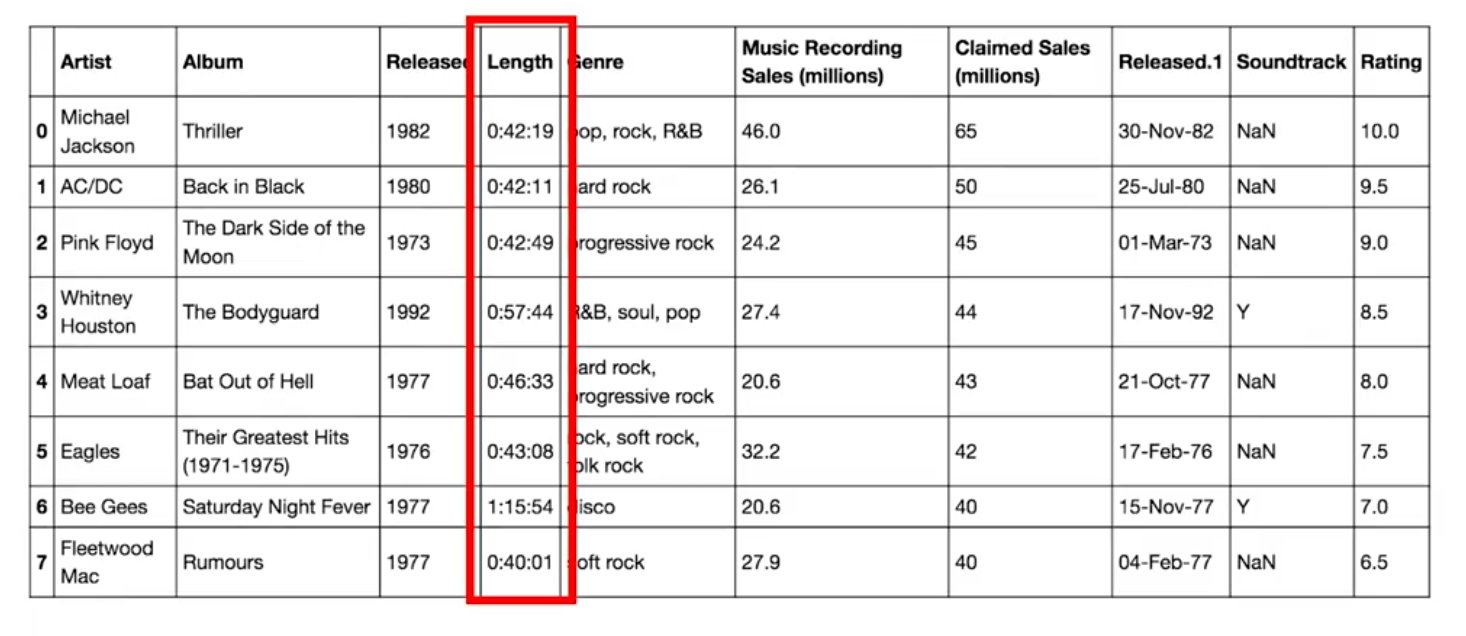 Artist Album Released Length Genre Music Recording Sales (millions) Claimed Sales (millions) Released.1 Soundtrack Rating
0 Michael Jackson Thriller 1982 0:42:19 pop, rock, R&B 46.0 65 30-Nov-82 NaN 10.0
1 AC/DC Back in Black 1980 0:42:11 hard rock 26.1 50 25-Jul-80 NaN 9.5
2 Pink Floyd The Dark Side of the Moon 1973 0:42:49 progressive rock 24.2 45 01-Mar-73 NaN 9.0
3 Whitney Houston The Bodyguard 1992 0:57:44 R&B, soul, pop 27.4 44 17-Nov-92 Y 8.5
4 Meat Loaf Bat Out of Hell 1977 0:46:33 hard rock, progressive rock 20.6 43 21-Oct-77 NaN 8.0
5 Eagles Their Greatest Hits (1971-1975) 1976 0:43:08 rock, soft rock, folk rock 32.2 42 17-Feb-76 NaN 7.5
6 Bee Gees Saturday Night Fever 1977 1:15:54 disco 20.6 40 15-Nov-77 Y 7.0
7 Fleetwood Mac Rumours 1977 0:40:01 soft rock 27.9 40 04-Feb-77 NaN 6.5